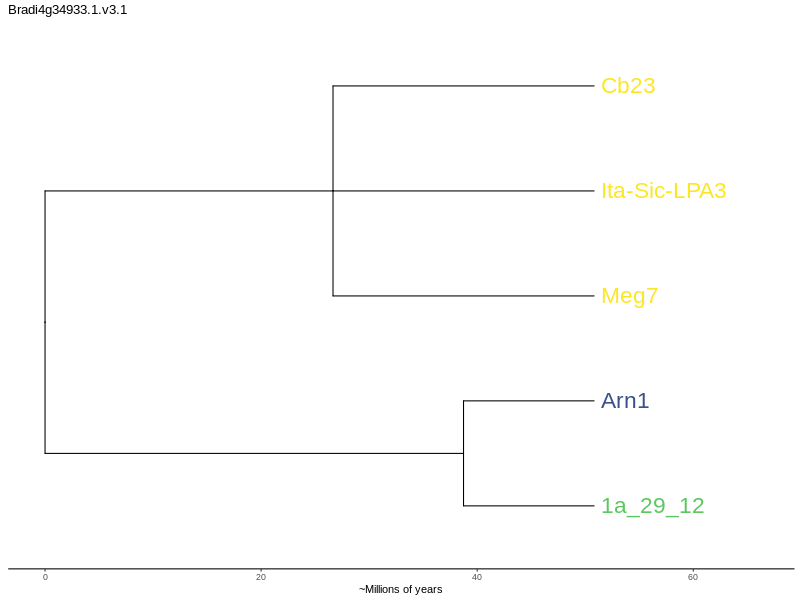 Bradi4g34933.1.v3.1
Cb23
Ita-Sic-LPA3
Meg7
Arn1
1a_29_12
0 20 40 60
~Millions of years